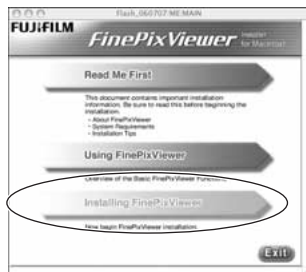 Flash_060707:ME:MAIN
FUJIFILM
FinePixViewer Installer for Macintosh
Read Me First
This document contains important installation
information. Be sure to read this before beginning the
installation.
- About FinePixViewer
- System Requirements
- Installation Tips
Using FinePixViewer
Overview of the Basic FinePixViewer Functions.
Installing FinePixViewer
Now begin FinePixViewer installation.
Exit